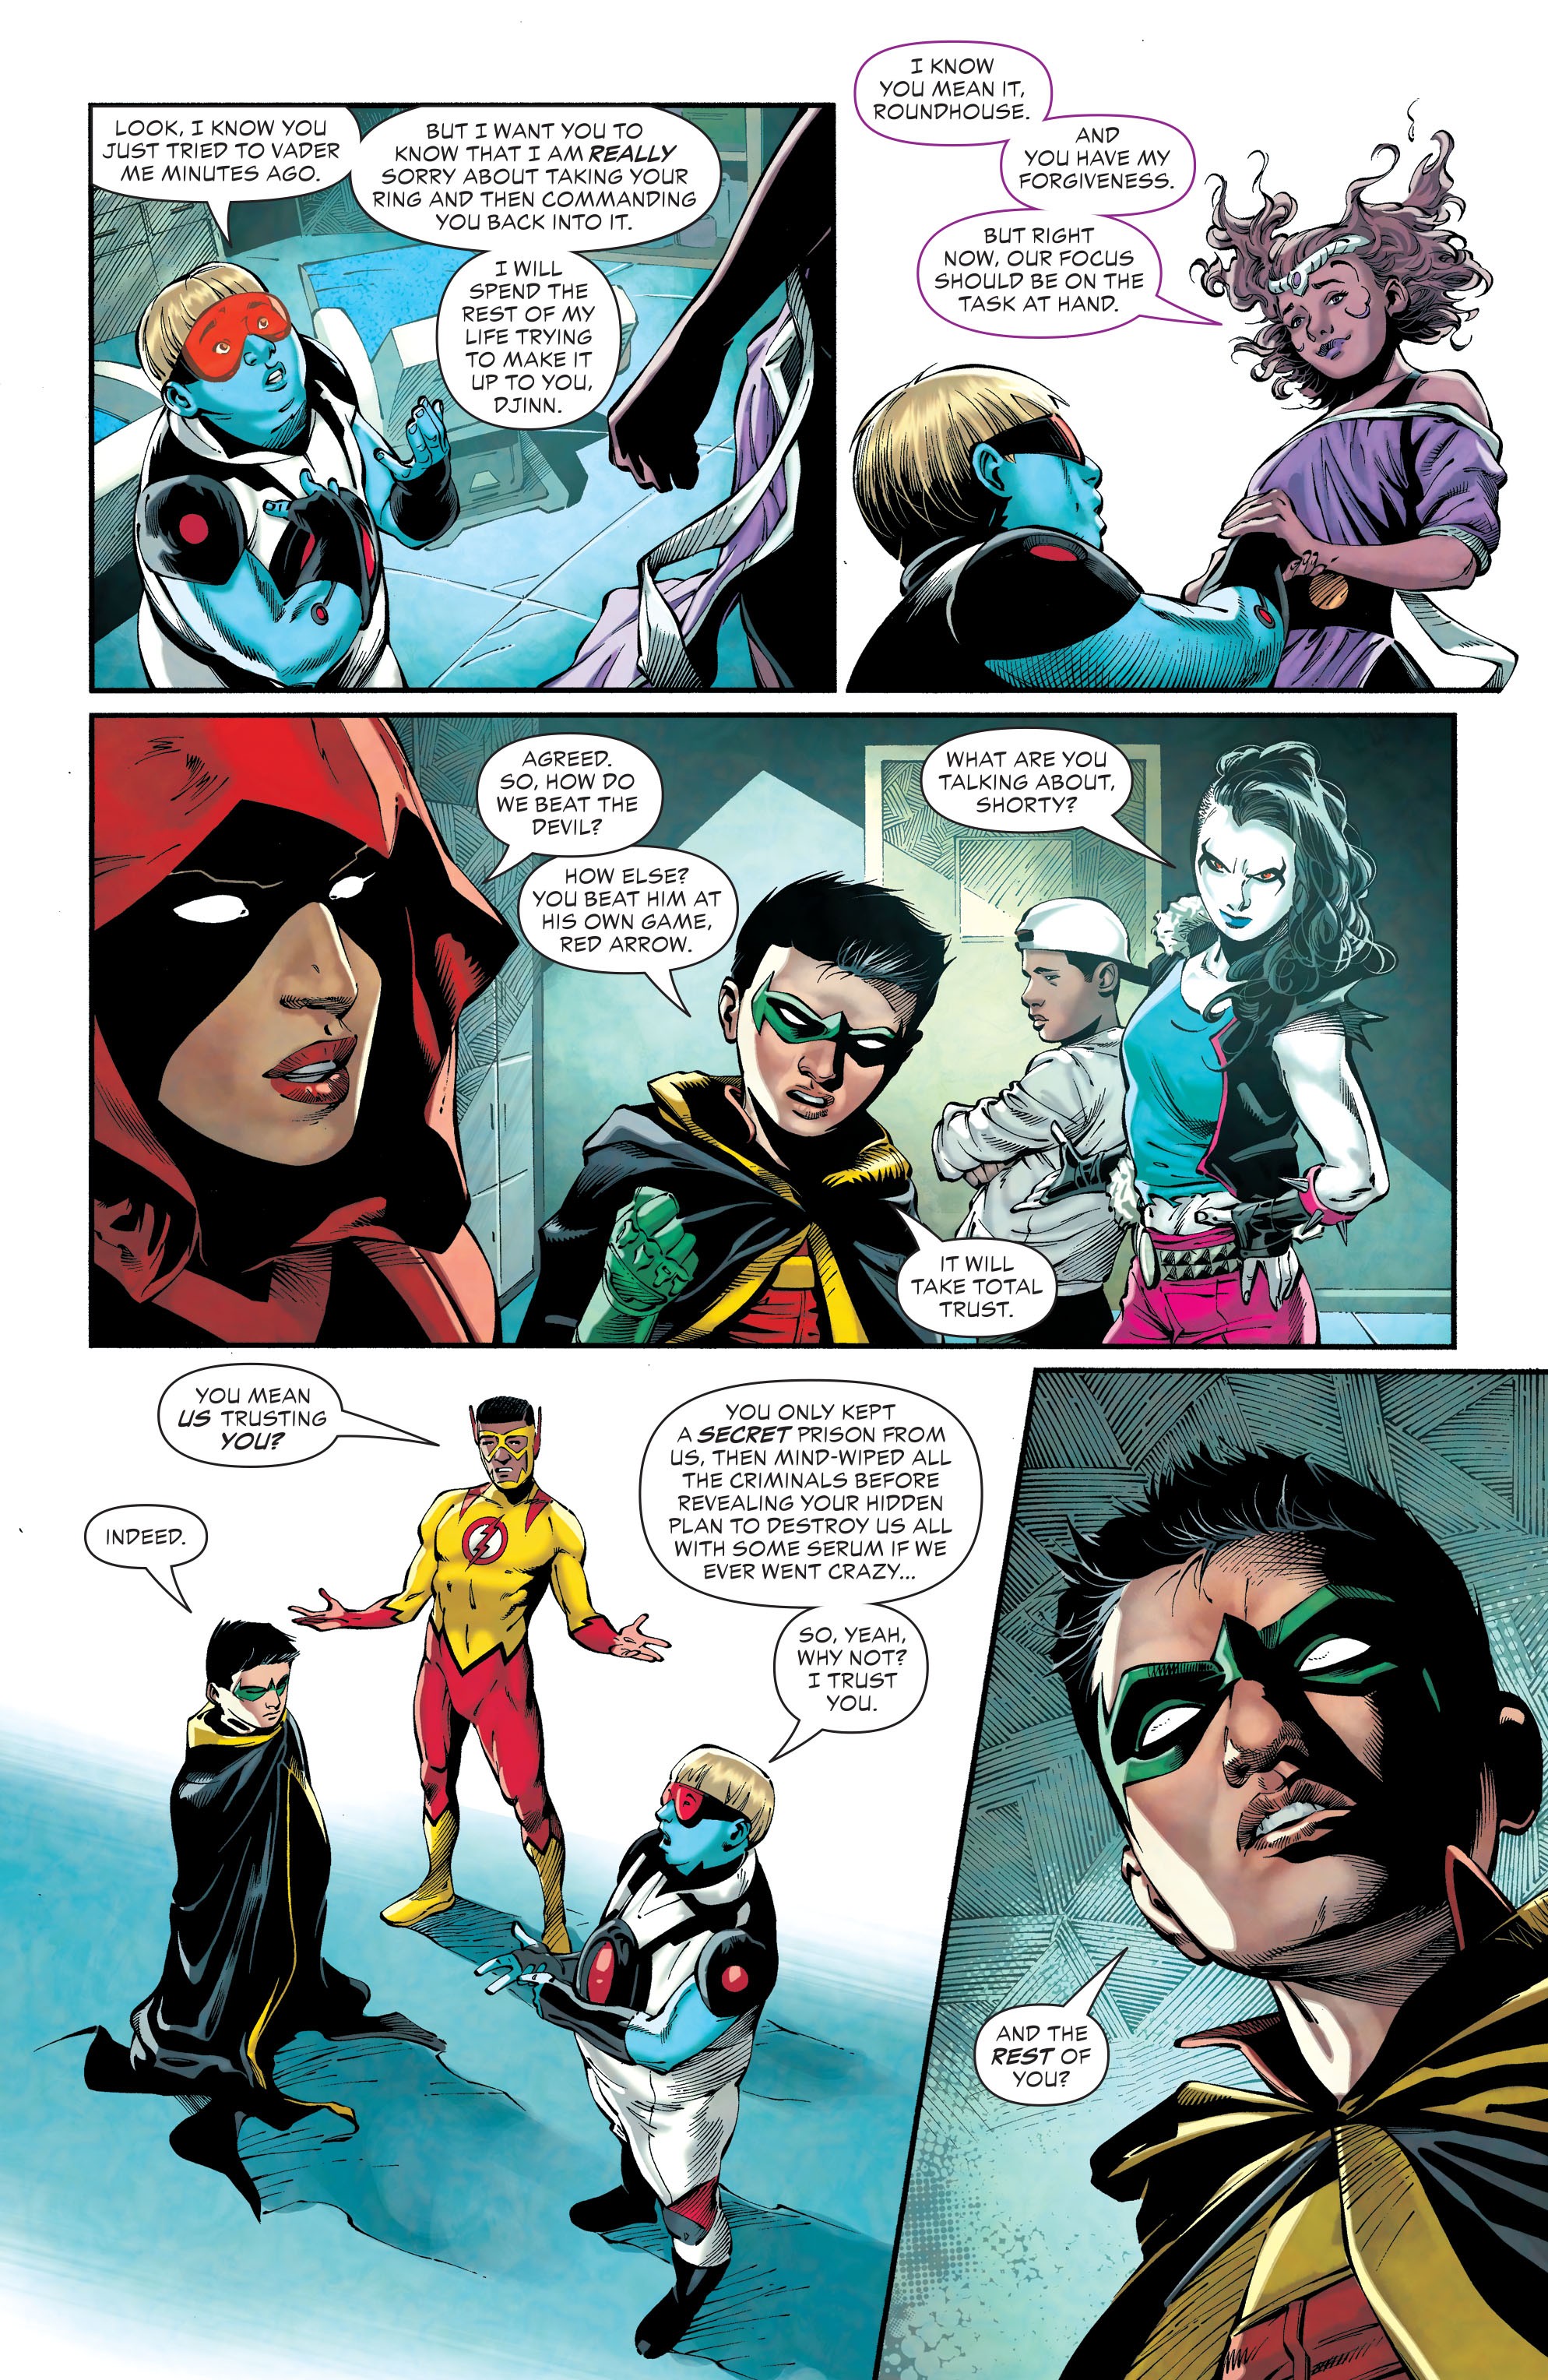 LOOK, I KNOW YOU
JUST TRIED TO VADER
ME MINUTES AGO.
BUT I WANT YOU TO
KNOW THAT I AM REALLY
SORRY ABOUT TAKING YOUR
RING AND THEN COMMANDING
YOU BACK INTO IT.
I WILL
SPEND THE
REST OF MY
LIFE TRYING
TO MAKE IT
UP TO YOU,
DJINN.
I KNOW
YOU MEAN IT,
ROUNDHOUSE.
AND
YOU HAVE MY
FORGIVENESS.
BUT RIGHT
NOW, OUR FOCUS
SHOULD BE ON THE
TASK AT HAND.
AGREED.
SO, HOW DO
WE BEAT THE
DEVIL?
HOW ELSE?
YOU BEAT HIM AT
HIS OWN GAME,
RED ARROW.
WHAT ARE YOU
TALKING ABOUT,
SHORTY?
IT WILL
TAKE TOTAL
TRUST.
YOU MEAN
US TRUSTING
YOU?
INDEED.
YOU ONLY KEPT
A SECRET PRISON FROM
US, THEN MIND-WIPED ALL
THE CRIMINALS BEFORE
REVEALING YOUR HIDDEN
PLAN TO DESTROY US ALL
WITH SOME SERUM IF WE
EVER WENT CRAZY...
SO, YEAH,
WHY NOT?
I TRUST
YOU.
AND THE
REST OF
YOU?